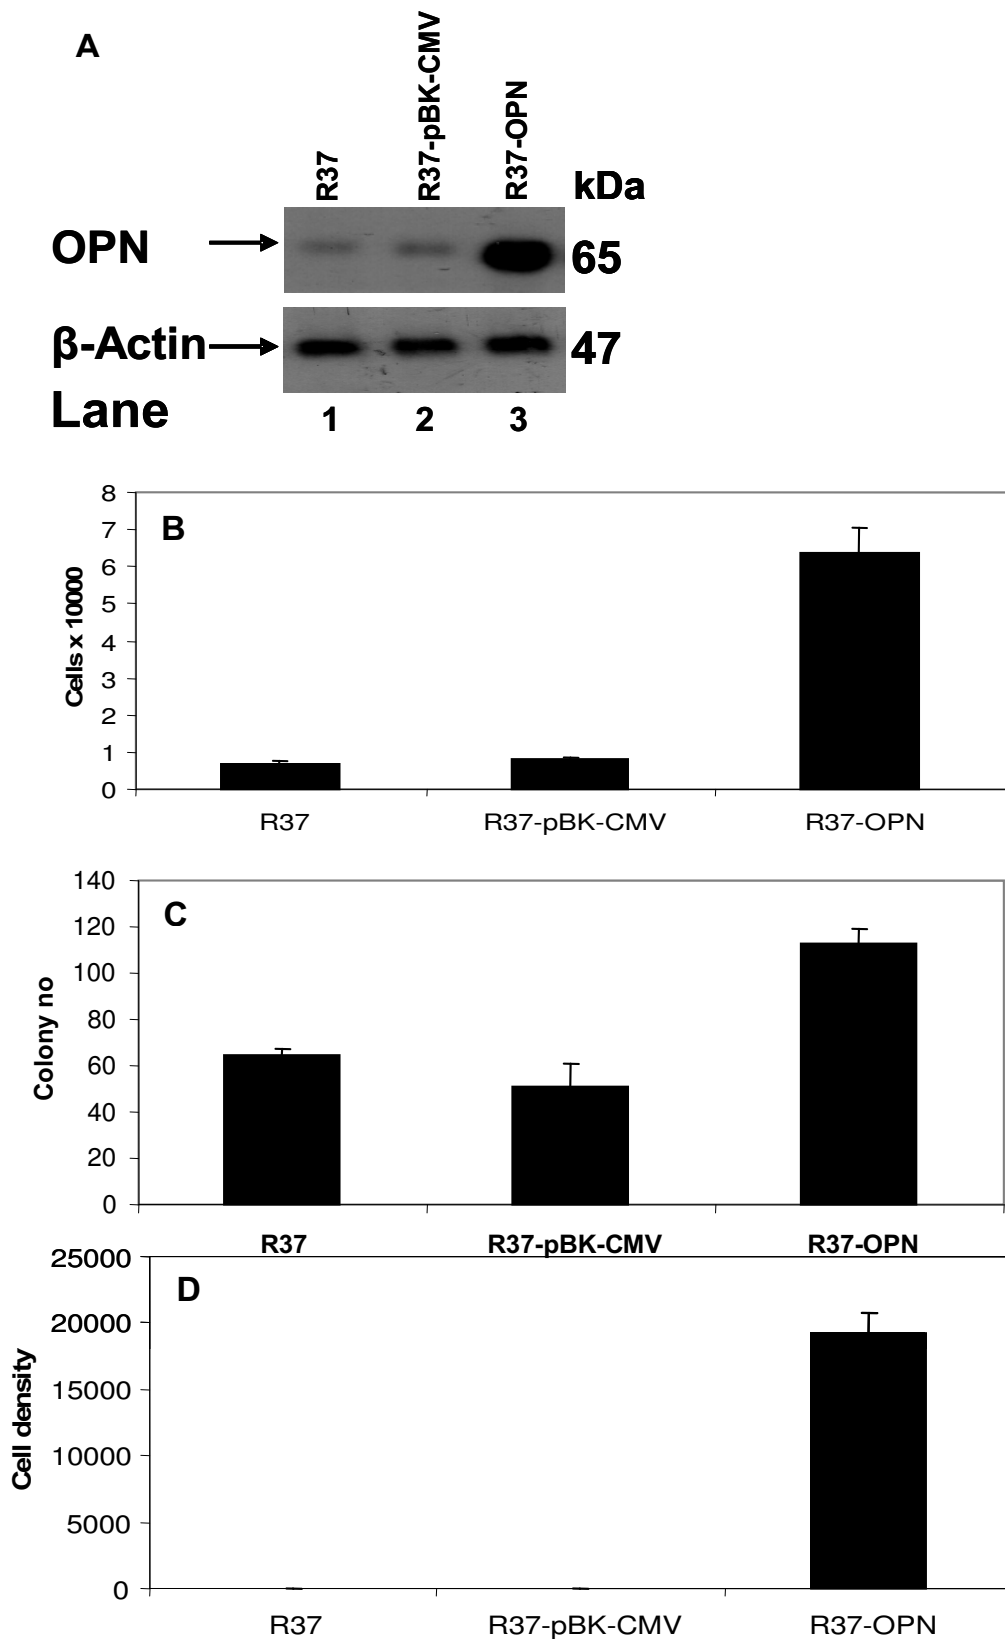 A
R37
R37-pBK-CMV
R37-OPN
kDa
OPN
65
β-Actin
47
Lane
1 2 3
B
Cells x 10000
8
7
6
5
4
3
2
1
0
R37 R37-pBK-CMV R37-OPN
C
Colony no
140
120
100
80
60
40
20
0
R37 R37-pBK-CMV R37-OPN
D
Cell density
25000
20000
15000
10000
5000
0
R37 R37-pBK-CMV R37-OPN